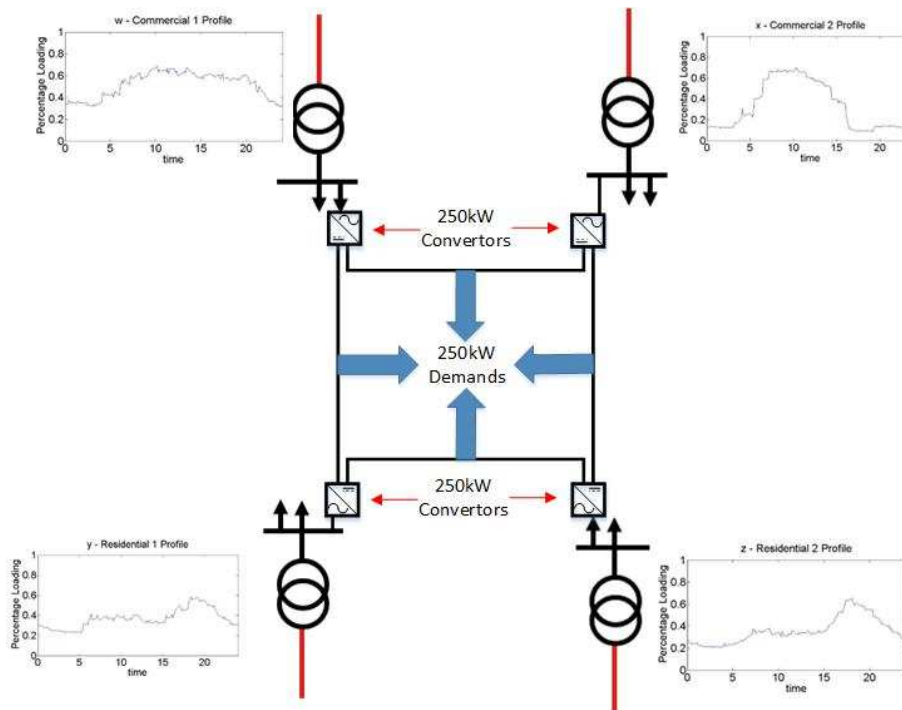 w - Commercial 1 Profile
Percentage Loading
1
0.8
0.6
0.4
0.2
0
0 5 10 15 20
time
x - Commercial 2 Profile
Percentage Loading
1
0.8
0.6
0.4
0.2
0
0 5 10 15 20
time
250kW
Convertors
250kW
Demands
250kW
Convertors
y - Residential 1 Profile
Percentage Loading
1
0.8
0.6
0.4
0.2
0
0 5 10 15 20
time
z - Residential 2 Profile
Percentage Loading
1
0.8
0.6
0.4
0.2
0
0 5 10 15 20
time